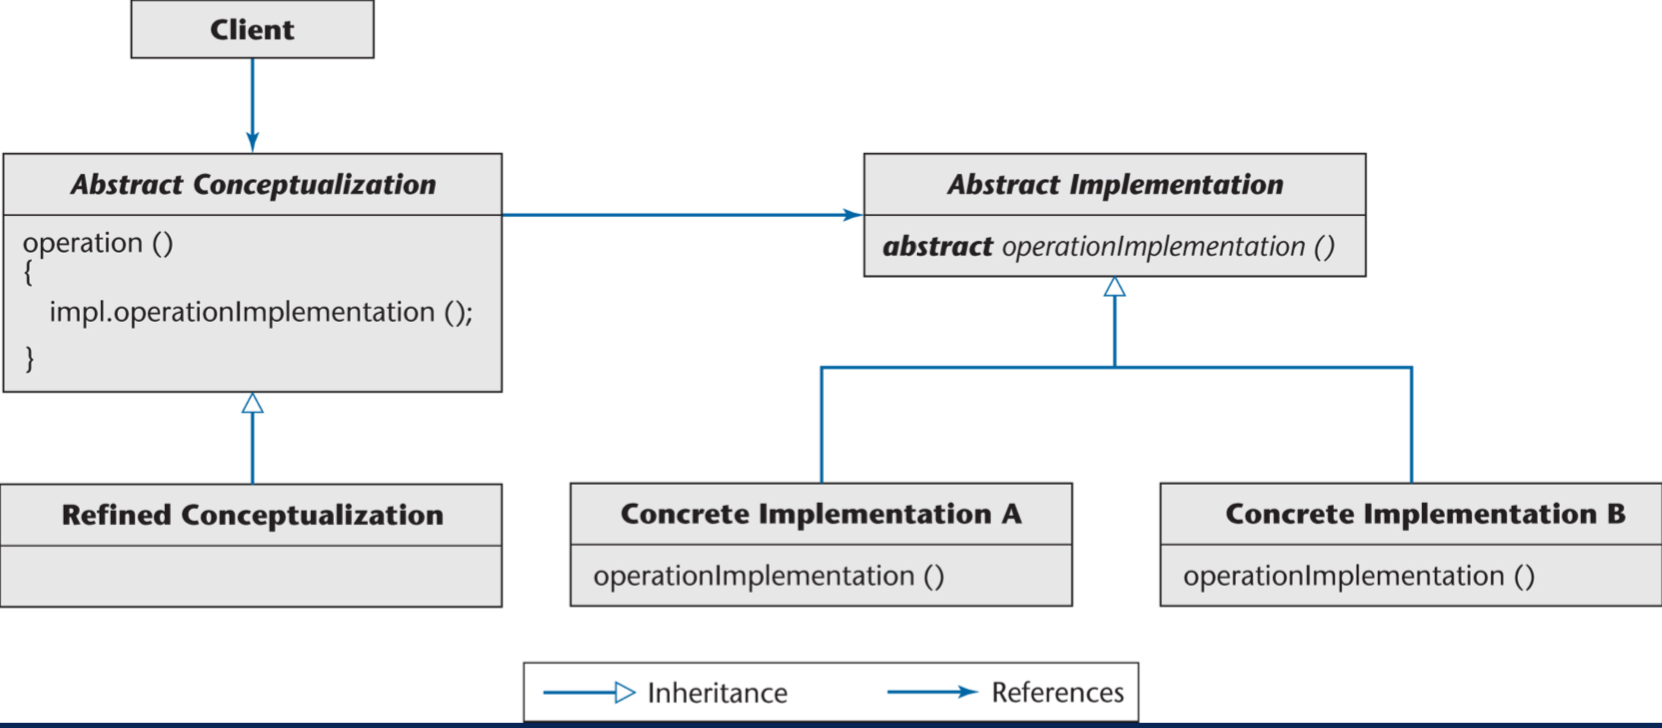 Client
Abstract Conceptualization
operation ()
{
impl.operationImplementation ();
}
Abstract Implementation
abstract operationImplementation ()
Refined Conceptualization
Concrete Implementation A
operationImplementation ()
Concrete Implementation B
operationImplementation ()
Inheritance
References